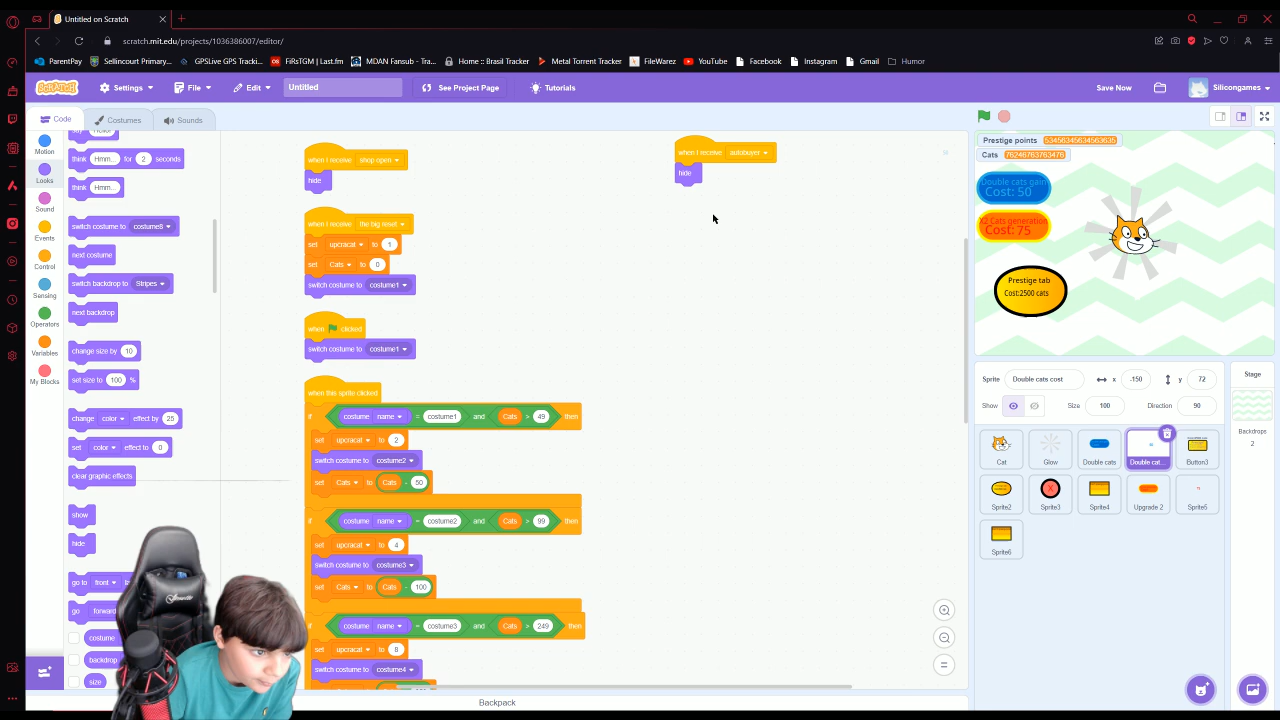 Untitled on Scratch
scratch.mit.edu/projects/1036386007/editor/
ParentPay
Sellincourt Primary...
GPSLive GPS Tracki...
FiRsTGM | Last.fm
MDAN Fansub - Tra...
Home :: Brasil Tracker
Metal Torrent Tracker
FileWarez
YouTube
Facebook
Instagram
Gmail
Humor
SCRATCH
Settings
File
Edit
Untitled
See Project Page
Tutorials
Save Now
Silicongames
Code
Costumes
Sounds
Motion
Looks
Sound
Events
Control
Sensing
Operators
Variables
My Blocks
think Hmm... for 2 seconds
think Hmm...
switch costume to costume8
next costume
switch backdrop to Stripes
next backdrop
change size by 10
set size to 100 %
change color effect by 25
set color effect to 0
clear graphic effects
show
hide
go to front
go forward
costume
backdrop
size
when I receive shop open
hide
when I receive the big reset
set upcracat to 1
set Cats to 0
switch costume to costume1
when clicked
switch costume to costume1
when this sprite clicked
if costume name = costume1 and Cats > 49 then
set upcracat to 2
switch costume to costume2
set Cats to Cats - 50
if costume name = costume2 and Cats > 99 then
set upcracat to 4
switch costume to costume3
set Cats to Cats - 100
if costume name = costume3 and Cats > 249 then
set upcracat to 8
switch costume to costume4
when I receive autobuyer
hide
Prestige points
Cats 76246763763476
Double cats gain
Cost: 50
X2 Cats generation
Cost: 75
Prestige tab
Cost:2500 cats
Sprite Double cats cost x -150 y 72
Show Size 100 Direction 90
Stage
Backdrops
2
Cat
Glow
Double cats
Double cat...
Button3
Sprite2
Sprite3
Sprite4
Upgrade 2
Sprite5
Sprite6
Backpack